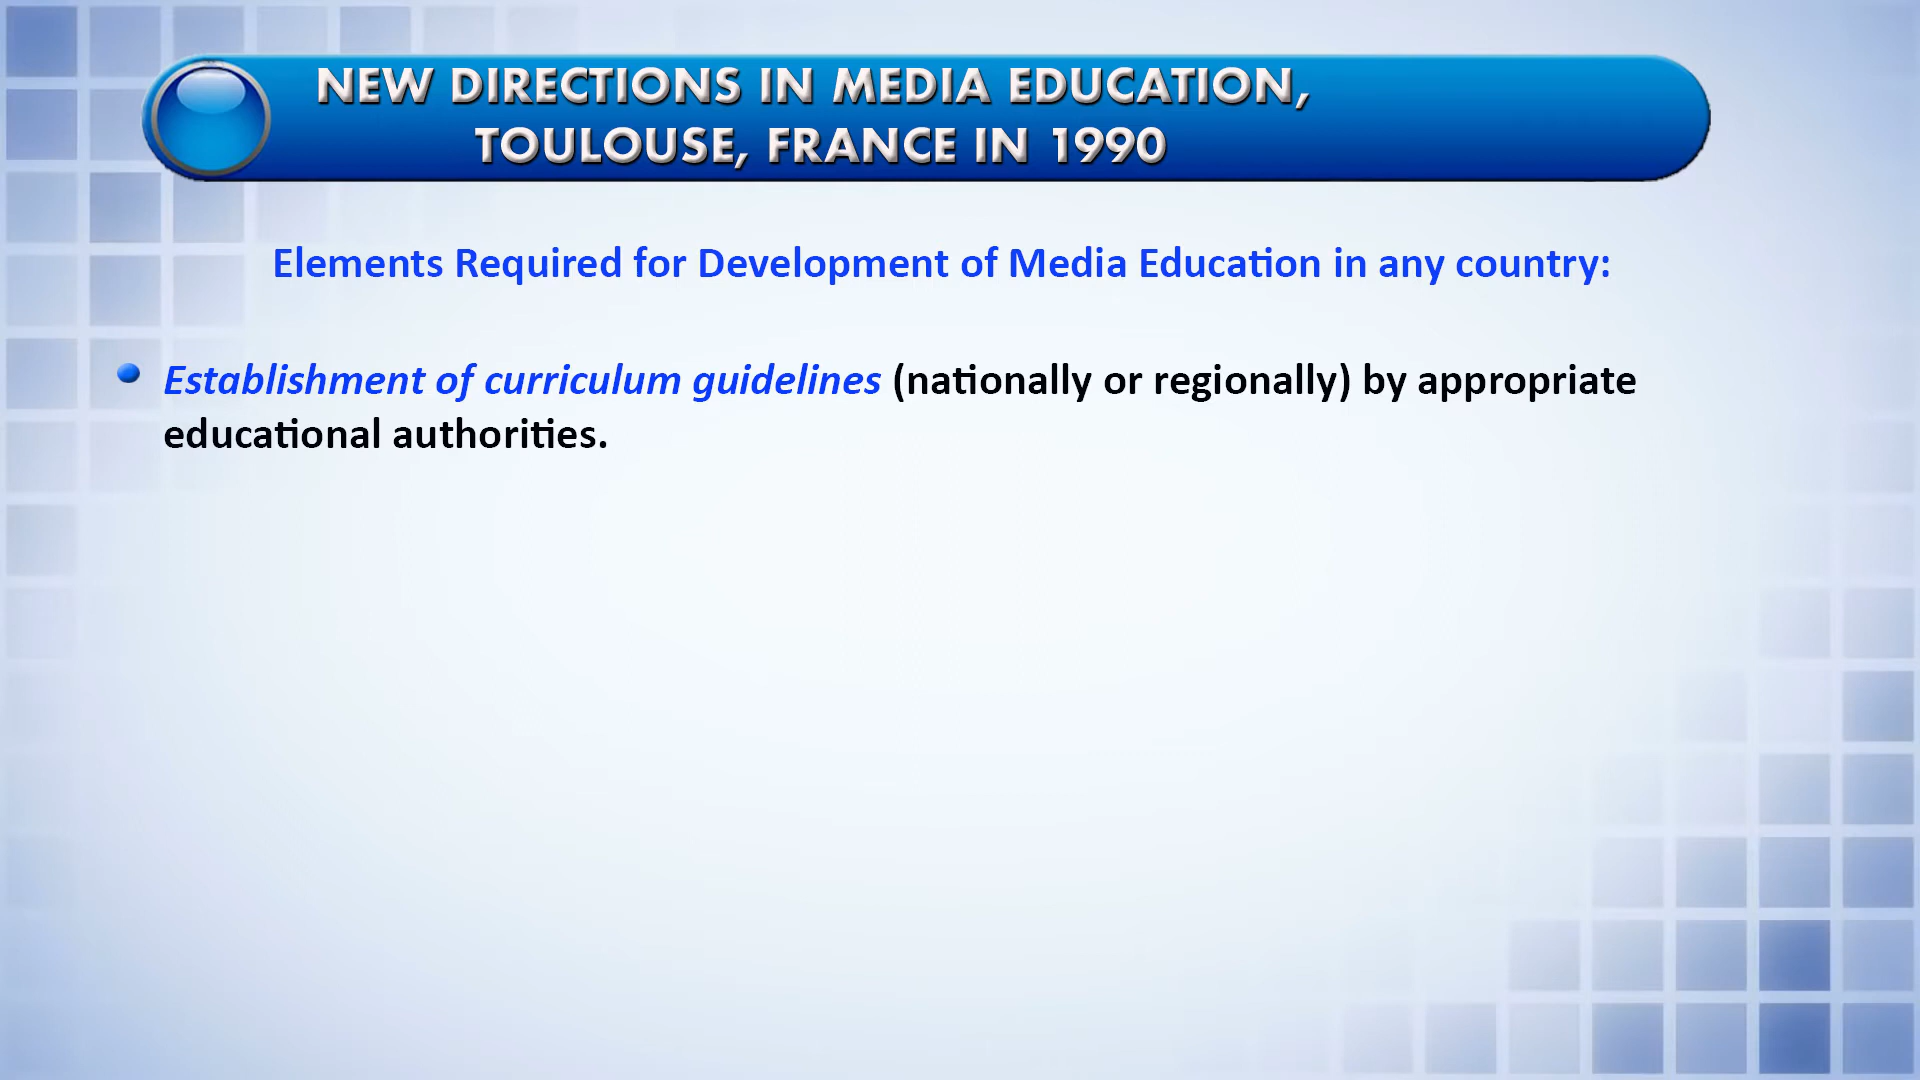 NEW DIRECTIONS IN MEDIA EDUCATION,
TOULOUSE, FRANCE IN 1990
Elements Required for Development of Media Education in any country:
Establishment of curriculum guidelines (nationally or regionally) by appropriate
educational authorities.